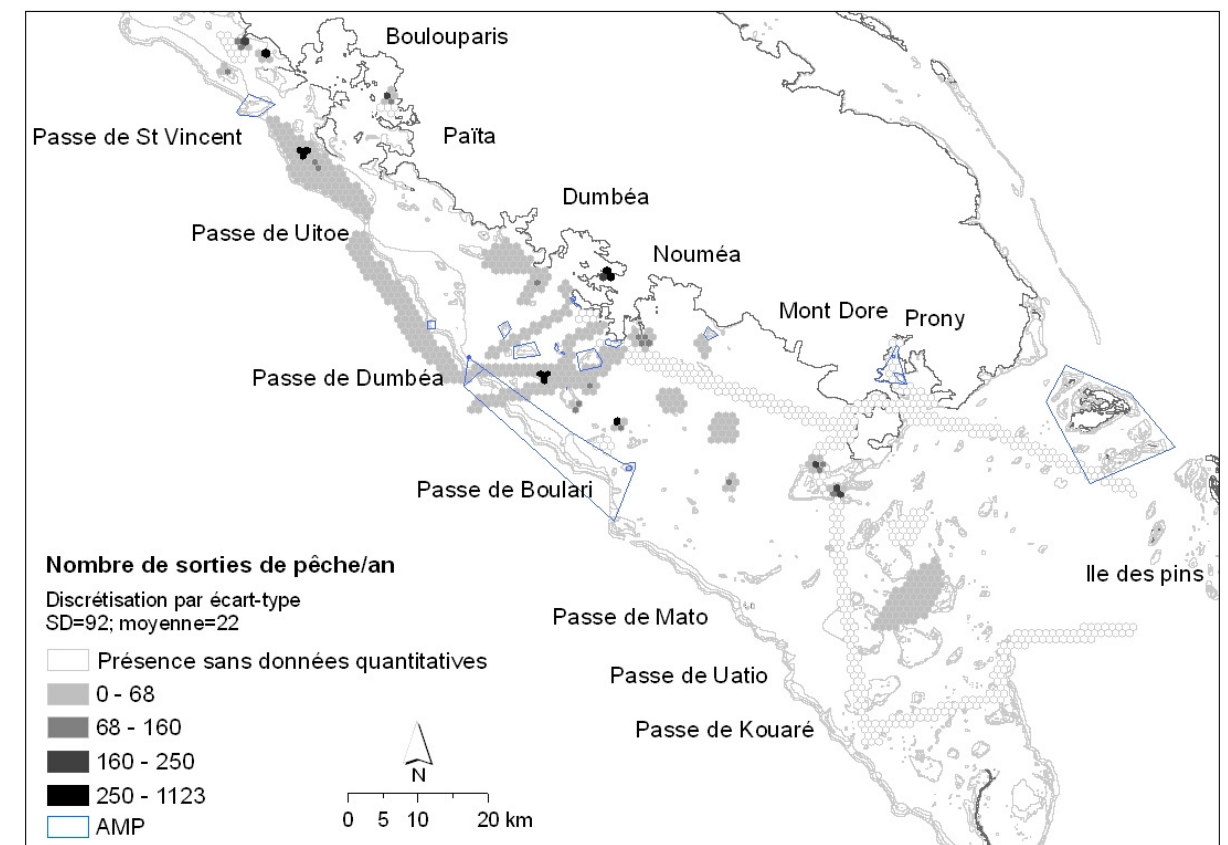 Boulouparis
Passe de St Vincent
Païta
Dumbéa
Passe de Uitoe
Nouméa
Mont Dore
Prony
Passe de Dumbéa
Passe de Boulari
Ile des pins
Passe de Mato
Passe de Uatio
Passe de Kouaré
Nombre de sorties de pêche/an
Discrétisation par écart-type
SD=92; moyenne=22
Présence sans données quantitatives
0 - 68
68 - 160
160 - 250
250 - 1123
AMP
N
0 5 10 20 km